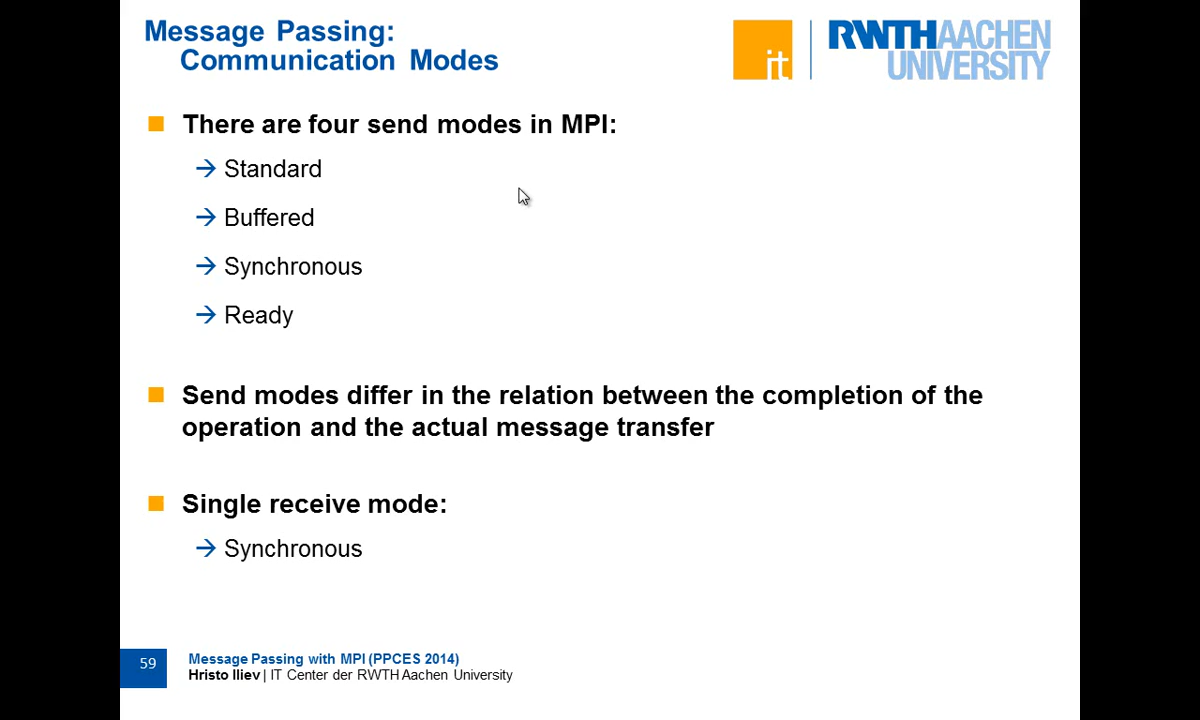 Message Passing:
Communication Modes
it
RWTHAACHEN
UNIVERSITY
There are four send modes in MPI:
→ Standard
→ Buffered
→ Synchronous
→ Ready
Send modes differ in the relation between the completion of the
operation and the actual message transfer
Single receive mode:
→ Synchronous
59
Message Passing with MPI (PPCES 2014)
Hristo Iliev | IT Center der RWTH Aachen University